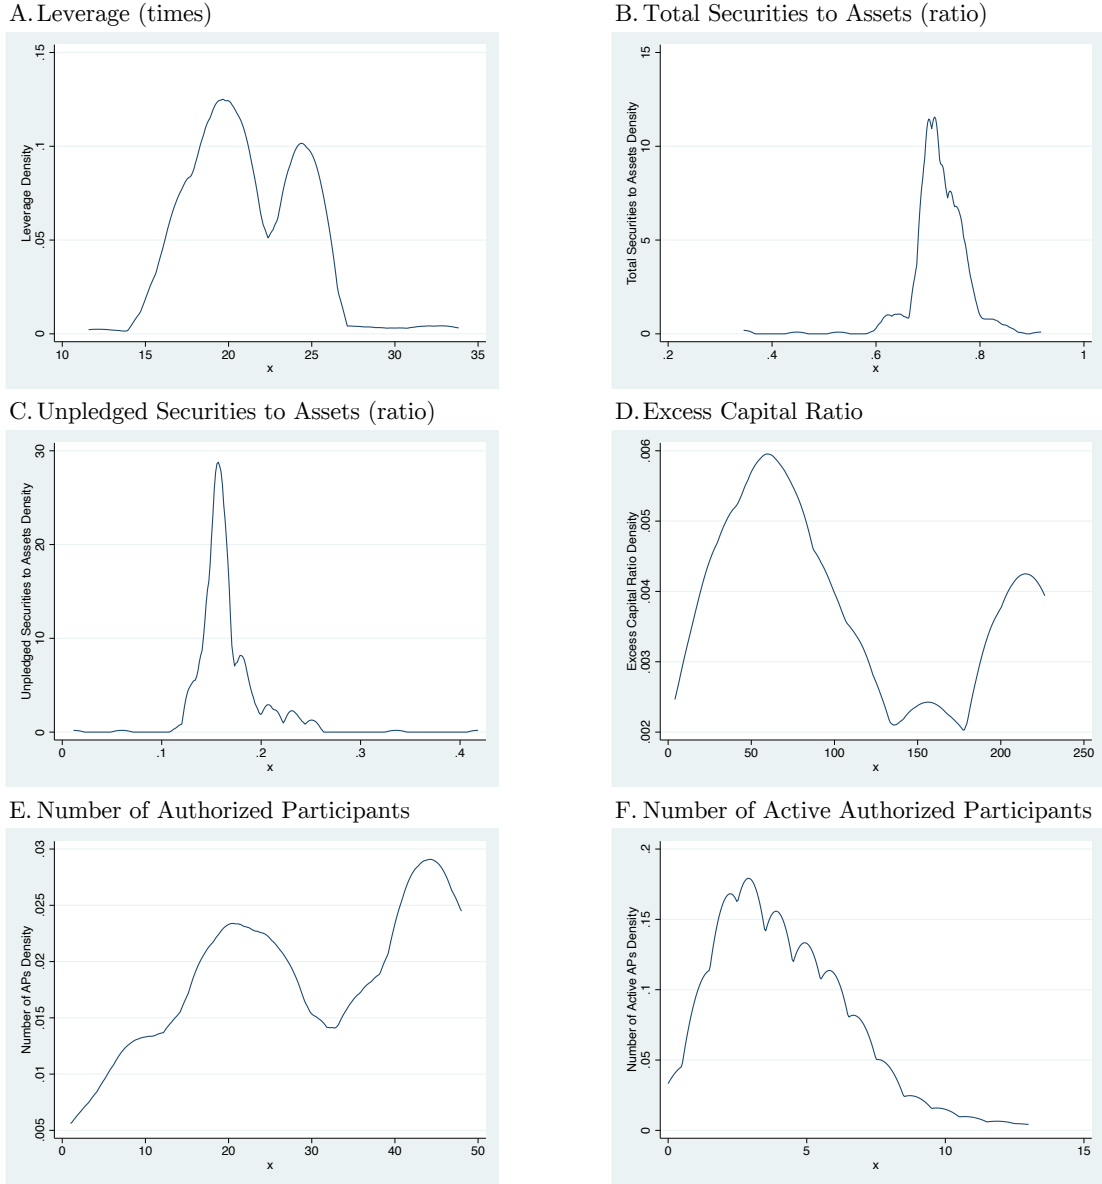 A. Leverage (times)
B. Total Securities to Assets (ratio)
Leverage Density
0 .05 .1 .15
10 15 20 25 30 35
x
Total Securities to Assets Density
0 5 10 15
.2 .4 .6 .8 1
x
C. Unpledged Securities to Assets (ratio)
D. Excess Capital Ratio
Unpledged Securities to Assets Density
0 10 20 30
0 .1 .2 .3 .4
x
Excess Capital Ratio Density
.002 .003 .004 .005 .006
0 50 100 150 200 250
x
E. Number of Authorized Participants
F. Number of Active Authorized Participants
Number of APs Density
.005 .01 .015 .02 .025 .03
0 10 20 30 40 50
x
Number of Active APs Density
0 .05 .1 .15 .2
0 5 10 15
x